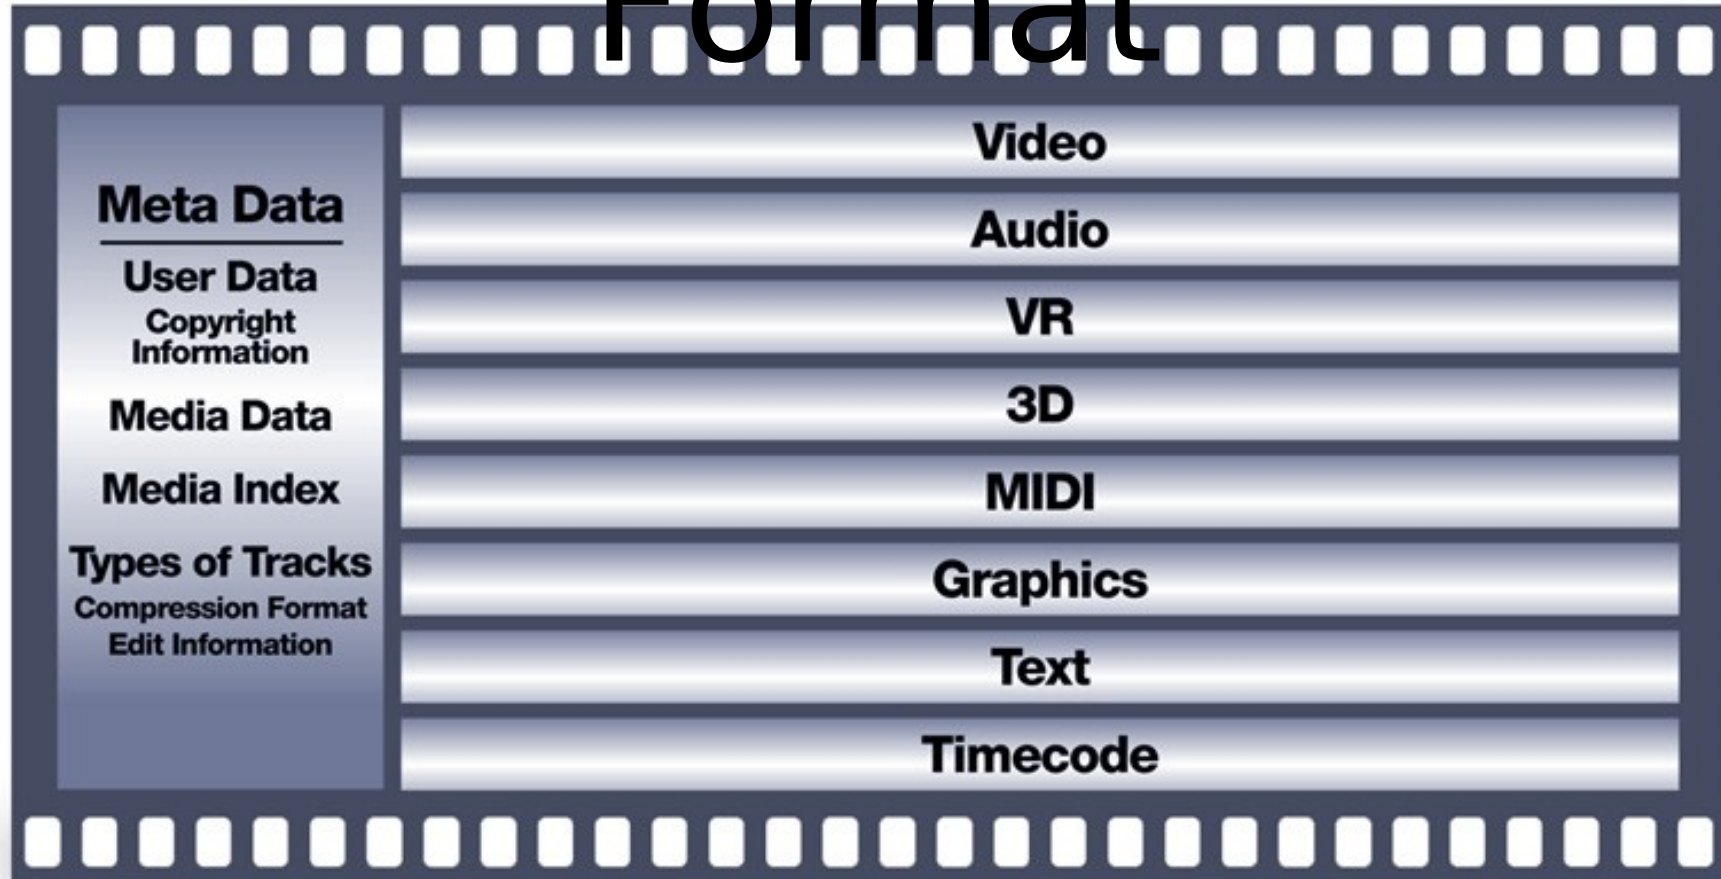 Format
Meta Data
User Data
Copyright
Information
Media Data
Media Index
Types of Tracks
Compression Format
Edit Information
Video
Audio
VR
3D
MIDI
Graphics
Text
Timecode